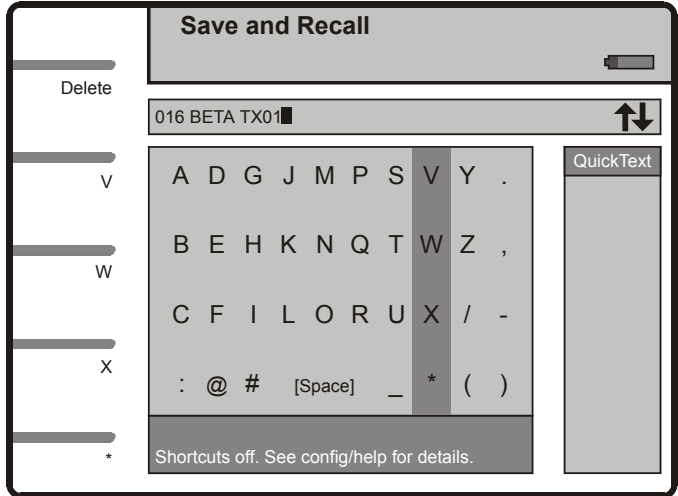 Save and Recall
Delete
016 BETA TX01
V
QuickText
A D G J M P S V Y .
W
B E H K N Q T W Z ,
X
C F I L O R U X / -
*
: @ # [Space] _ * ( )
Shortcuts off. See config/help for details.